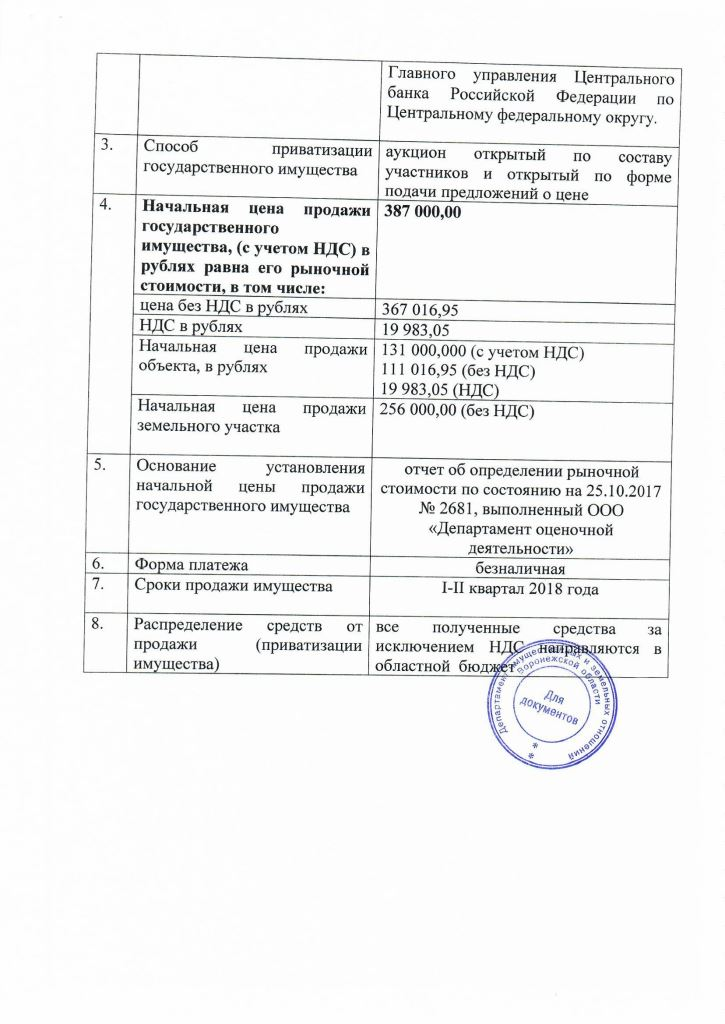 Главного управления Центрального
банка Российской Федерации по
Центральному федеральному округу.
3.
Способ приватизации
государственного имущества
аукцион открытый по составу
участников и открытый по форме
подачи предложений о цене
4.
Начальная цена продажи
государственного
имущества, (с учетом НДС) в
рублях равна его рыночной
стоимости, в том числе:
387 000,00
цена без НДС в рублях
367 016,95
НДС в рублях
19 983,05
Начальная цена продажи
объекта, в рублях
131 000,000 (с учетом НДС)
111 016,95 (без НДС)
19 983,05 (НДС)
Начальная цена продажи
земельного участка
256 000,00 (без НДС)
5.
Основание установления
начальной цены продажи
государственного имущества
отчет об определении рыночной
стоимости по состоянию на 25.10.2017
№ 2681, выполненный ООО
«Департамент оценочной
деятельности»
6.
Форма платежа
безналичная
7.
Сроки продажи имущества
I-II квартал 2018 года
8.
Распределение средств от
продажи (приватизации
имущества)
все полученные средства за
исключением НДС направляются в
областной бюджет
Департамент имущественных и земельных отношений
Воронежской области
Для
документов
* *